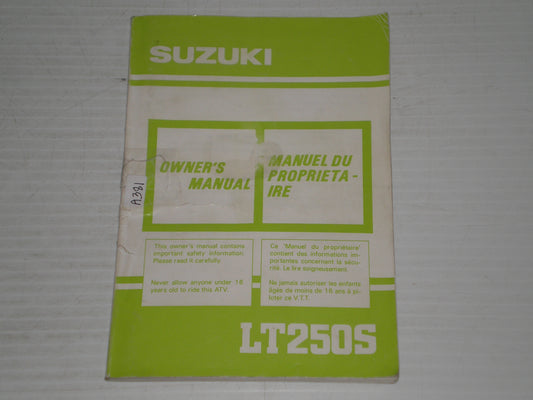 SUZUKI
OWNER'S
MANUAL
MANUEL DU
PROPRIETA-
IRE
A381
This owner's manual contains
important safety information.
Please read it carefully.
Never allow anyone under 16
years old to ride this ATV.
Ce "Manuel du propriétaire"
contient des informations im-
portantes concernant la sécu-
rité. Le lire soigneusement.
Ne jamais autoriser les enfants
âgés de moins de 16 ans à pi-
loter ce V.T.T.
LT250S